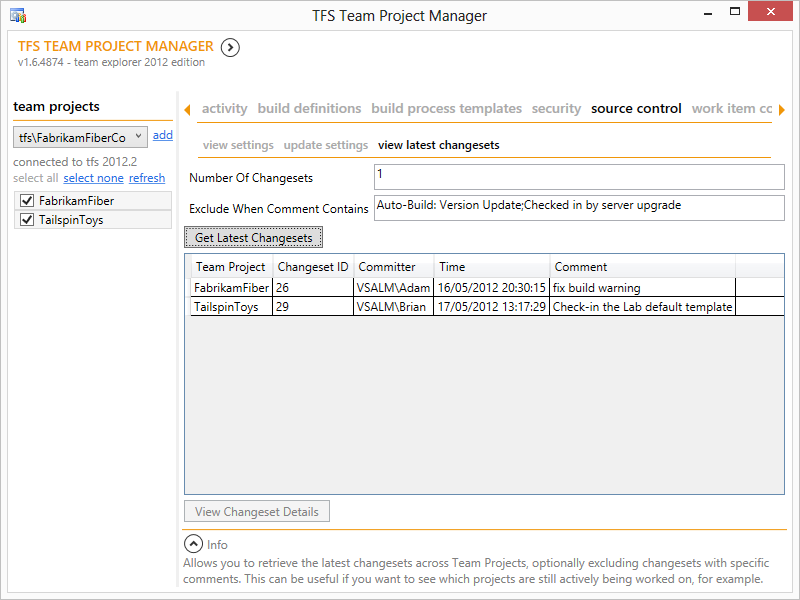 TFS Team Project Manager
TFS TEAM PROJECT MANAGER
v1.6.4874 - team explorer 2012 edition
team projects
tfs\FabrikamFiberCo add
connected to tfs 2012.2
select all select none refresh
FabrikamFiber
TailspinToys
activity build definitions build process templates security source control work item cc
view settings update settings view latest changesets
Number Of Changesets 1
Exclude When Comment Contains Auto-Build: Version Update;Checked in by server upgrade
Get Latest Changesets
Team Project Changeset ID Committer Time Comment
FabrikamFiber 26 VSALM\Adam 16/05/2012 20:30:15 fix build warning
TailspinToys 29 VSALM\Brian 17/05/2012 13:17:29 Check-in the Lab default template
View Changeset Details
Info
Allows you to retrieve the latest changesets across Team Projects, optionally excluding changesets with specific
comments. This can be useful if you want to see which projects are still actively being worked on, for example.